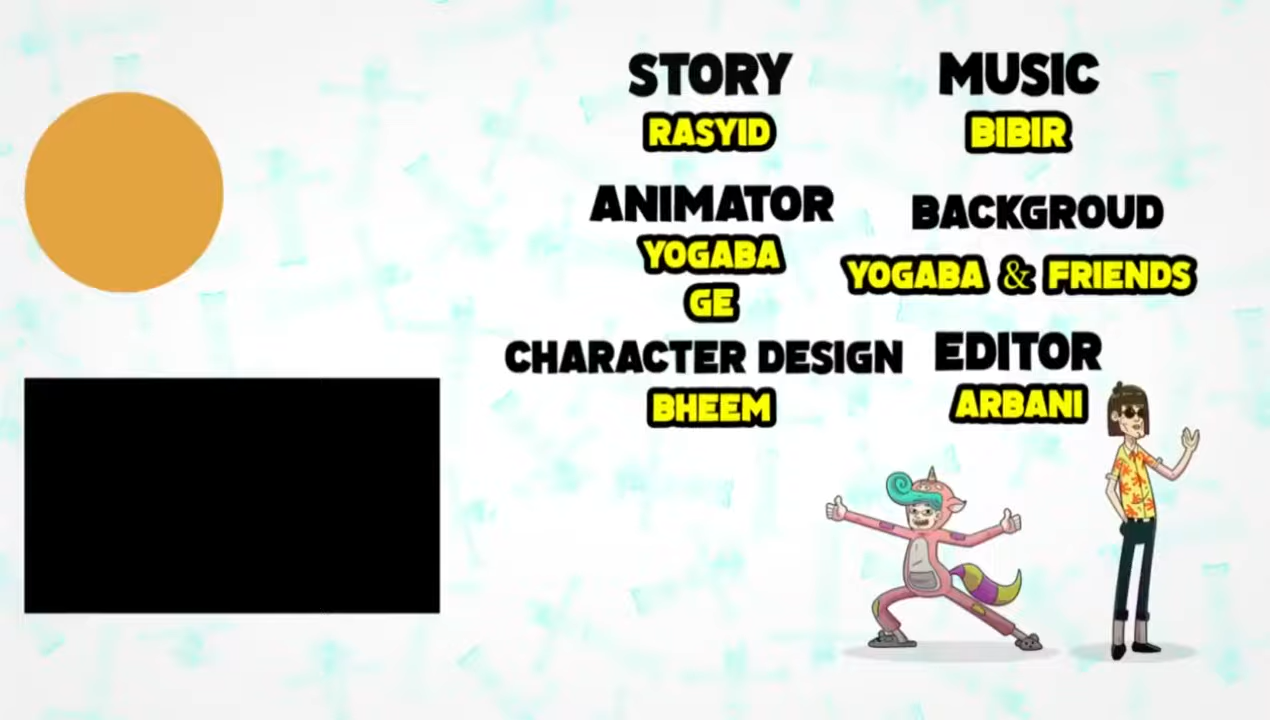 STORY
RASYID
MUSIC
BIBIR
ANIMATOR
YOGABA
GE
BACKGROUD
YOGABA & FRIENDS
CHARACTER DESIGN
BHEEM
EDITOR
ARBANI